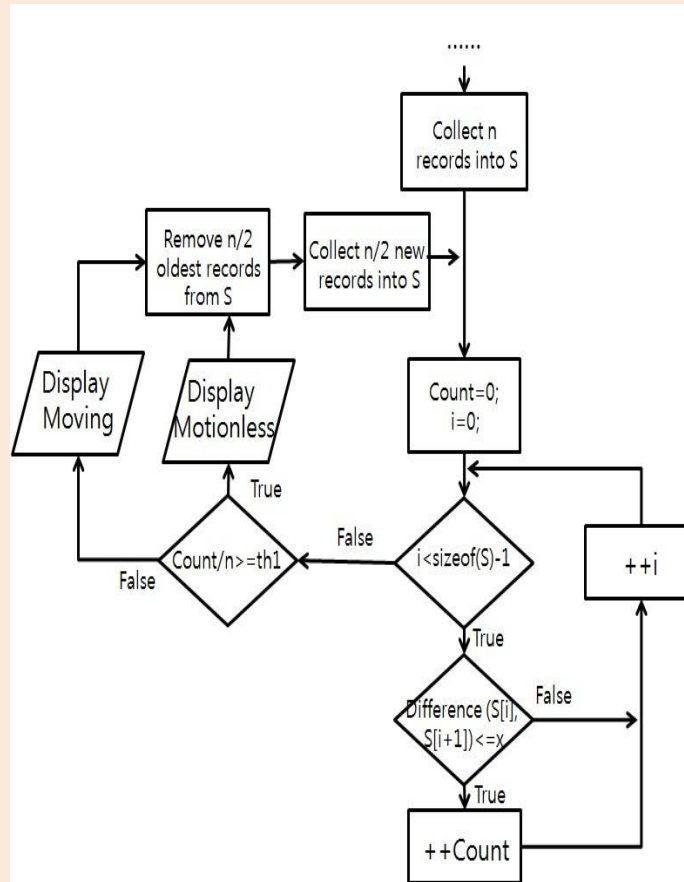 ......
Collect n
records into S
Remove n/2
oldest records
from S
Collect n/2 new
records into S
Display
Moving
Display
Motionless
Count=0;
i=0;
True
False
Count/n>=th1
False
i<sizeof(S)-1
++i
True
Difference (S[i],
S[i+1])<=x
False
True
++Count